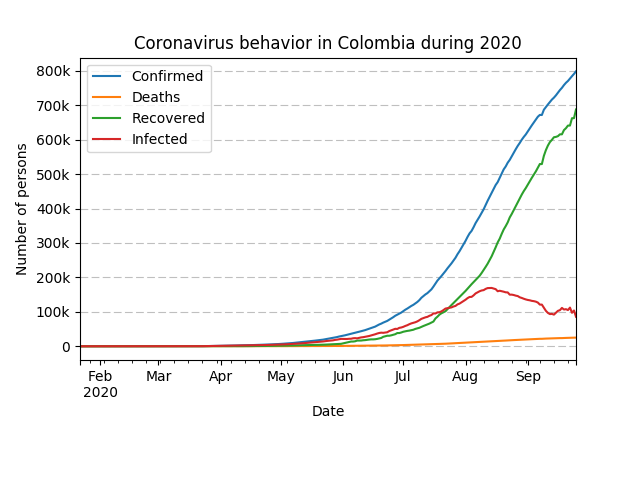 Coronavirus behavior in Colombia during 2020
Confirmed
Deaths
Recovered
Infected
Number of persons
800k
700k
600k
500k
400k
300k
200k
100k
0
Feb Mar Apr May Jun Jul Aug Sep
2020
Date